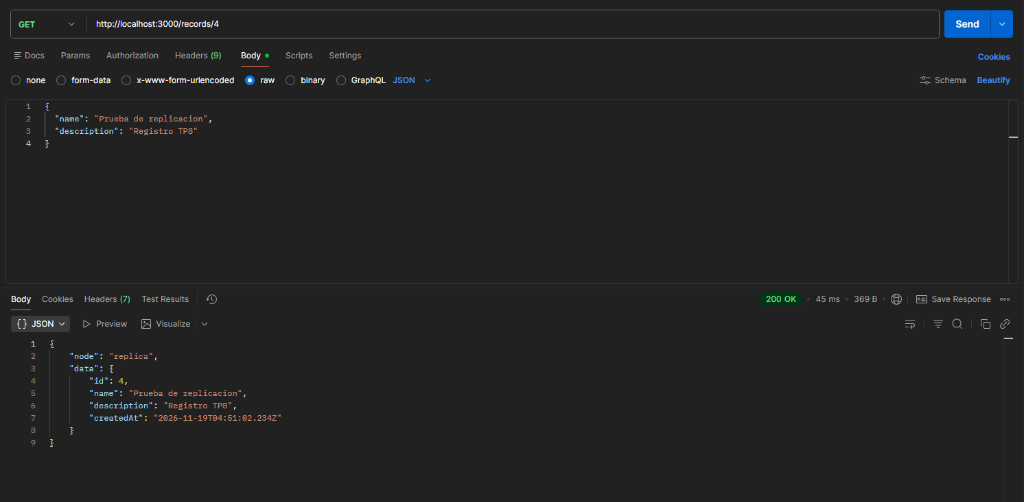 GET http://localhost:3000/records/4 Send
Docs Params Authorization Headers (9) Body Scripts Settings Cookies
none form-data x-www-form-urlencoded raw binary GraphQL JSON Schema Beautify
1 {
2 "name": "Prueba de replicacion",
3 "description": "Registro TP8"
4 }
Body Cookies Headers (7) Test Results 200 OK 45 ms 369 B Save Response
{} JSON Preview Visualize
1 {
2 "node": "replica",
3 "data": {
4 "id": 4,
5 "name": "Prueba de replicacion",
6 "description": "Registro TP8",
7 "createdAt": "2026-11-19T04:51:02.234Z"
8 }
9 }